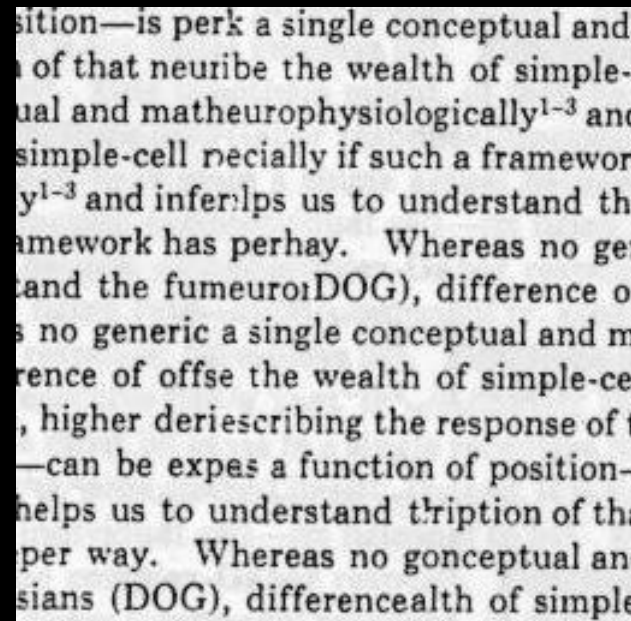 sition—is perk a single conceptual and
of that neuribe the wealth of simple-
ual and matheurophysiologically¹⁻³ and
simple-cell necially if such a framewor
y¹⁻³ and inferlps us to understand th
amework has perhay. Whereas no ge
tand the fumeuroiDOG), difference o
s no generic a single conceptual and m
rence of offse the wealth of simple-ce
, higher deriescribing the response of t
—can be expes a function of position-
helps us to understand tription of tha
per way. Whereas no gonceptual an
sians (DOG), differencealth of simple